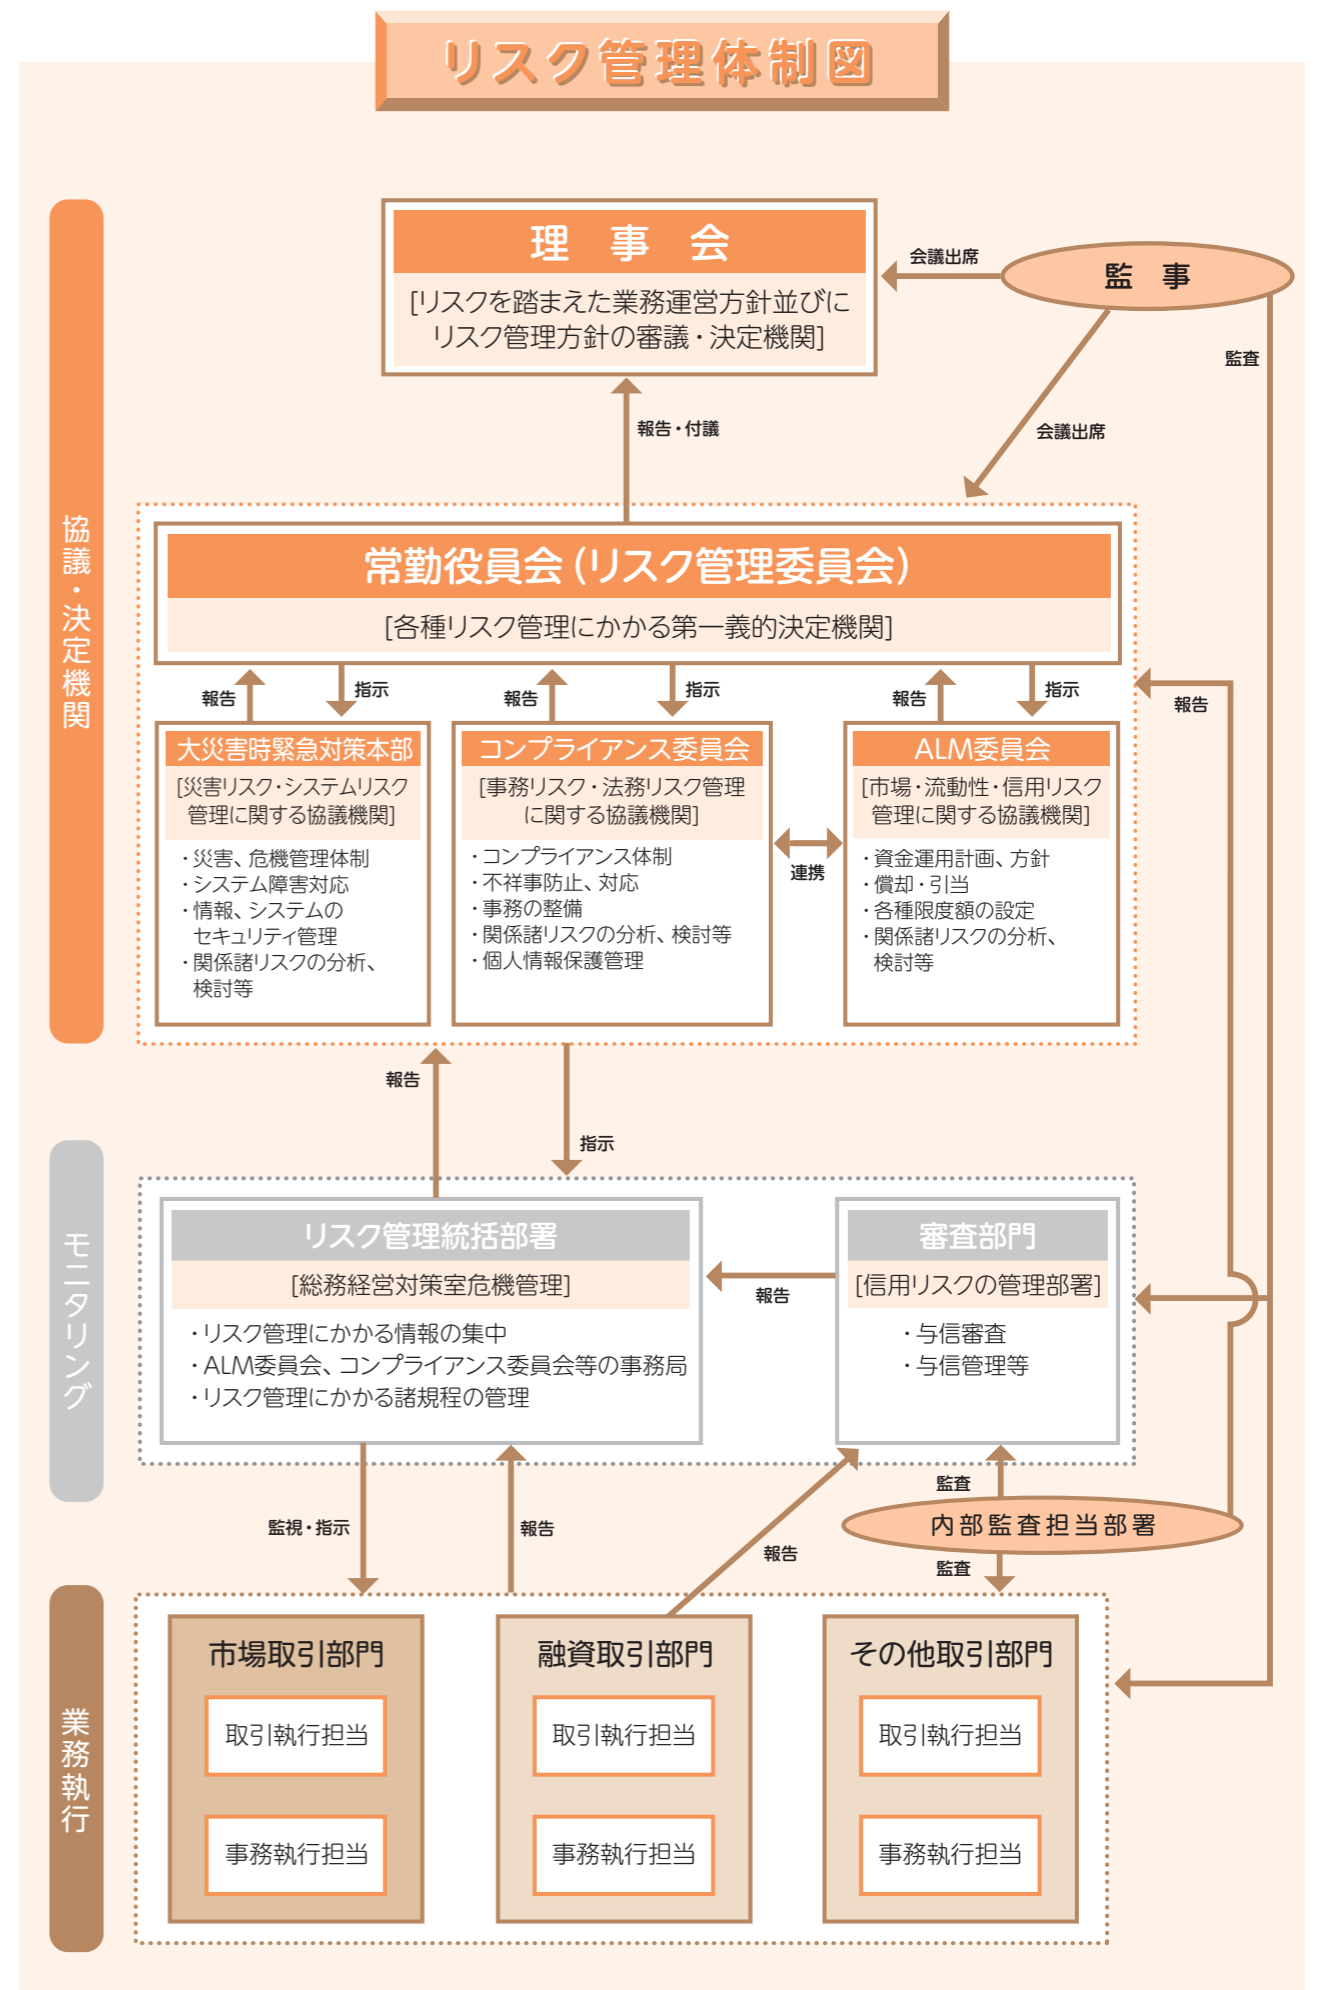 リスク管理体制図
協議・決定機関
理事会
[リスクを踏まえた業務運営方針並びに
リスク管理方針の審議・決定機関]
会議出席
監事
監査
報告・付議
会議出席
常勤役員会(リスク管理委員会)
[各種リスク管理にかかる第一義的決定機関]
報告
指示
報告
指示
報告
指示
報告
大災害時緊急対策本部
[災害リスク・システムリスク
管理に関する協議機関]
・災害、危機管理体制
・システム障害対応
・情報、システムの
セキュリティ管理
・関係諸リスクの分析、
検討等
コンプライアンス委員会
[事務リスク・法務リスク管理
に関する協議機関]
・コンプライアンス体制
・不祥事防止、対応
・事務の整備
・関係諸リスクの分析、検討等
・個人情報保護管理
連携
ALM委員会
[市場・流動性・信用リスク
管理に関する協議機関]
・資金運用計画、方針
・償却・引当
・各種限度額の設定
・関係諸リスクの分析、
検討等
報告
指示
モニタリング
リスク管理統括部署
[総務経営対策室危機管理]
・リスク管理にかかる情報の集中
・ALM委員会、コンプライアンス委員会等の事務局
・リスク管理にかかる諸規程の管理
報告
審査部門
[信用リスクの管理部署]
・与信審査
・与信管理等
監視・指示
報告
報告
監査
内部監査担当部署
監査
業務執行
市場取引部門
取引執行担当
事務執行担当
融資取引部門
取引執行担当
事務執行担当
その他取引部門
取引執行担当
事務執行担当